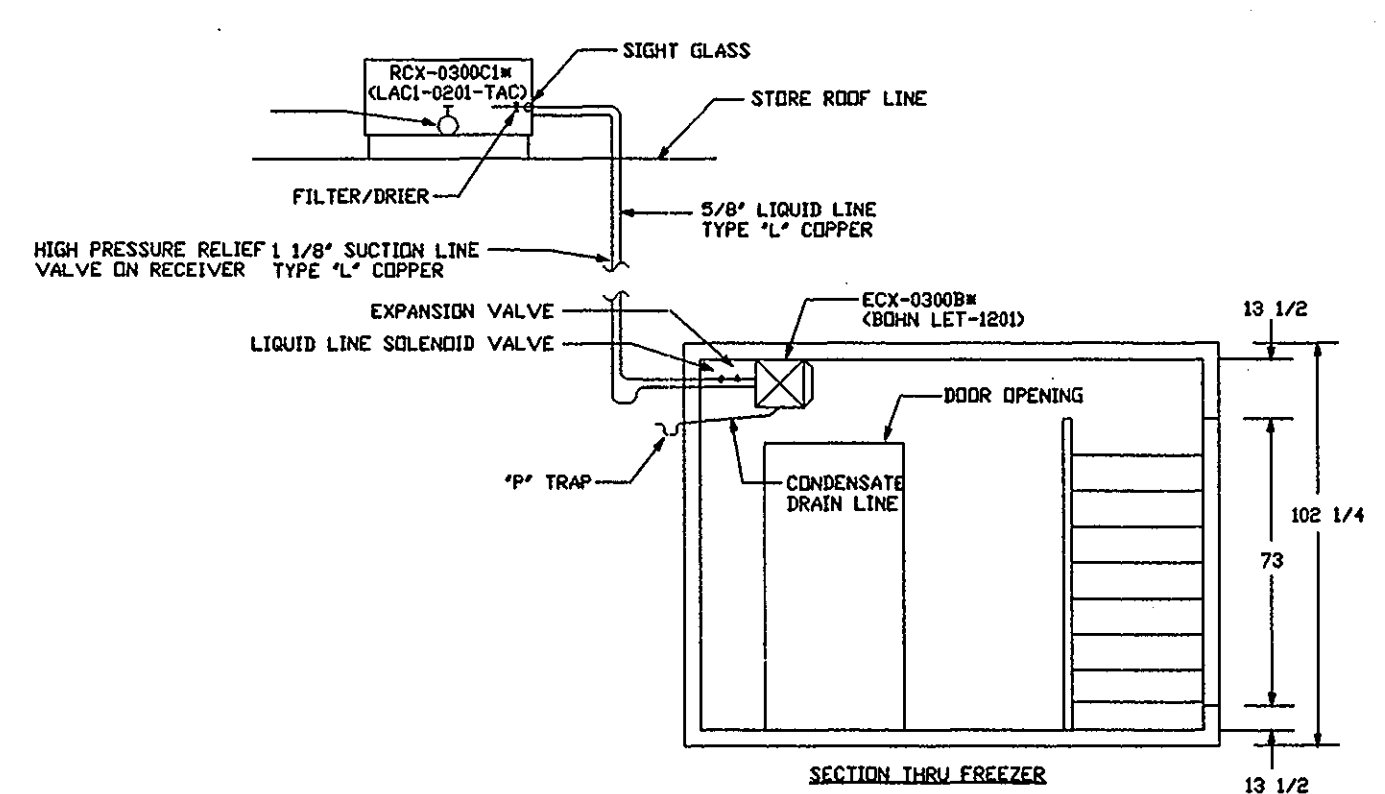 SIGHT GLASS
RCX-0300C1*
(LAC1-0201-TAC)
STORE ROOF LINE
FILTER/DRIER
5/8" LIQUID LINE
TYPE "L" COPPER
HIGH PRESSURE RELIEF
VALVE ON RECEIVER
1 1/8" SUCTION LINE
TYPE "L" COPPER
EXPANSION VALVE
LIQUID LINE SOLENOID VALVE
ECX-0300B*
(BOHN LET-1201)
13 1/2
DOOR OPENING
"P" TRAP
CONDENSATE
DRAIN LINE
102 1/4
73
SECTION THRU FREEZER
13 1/2